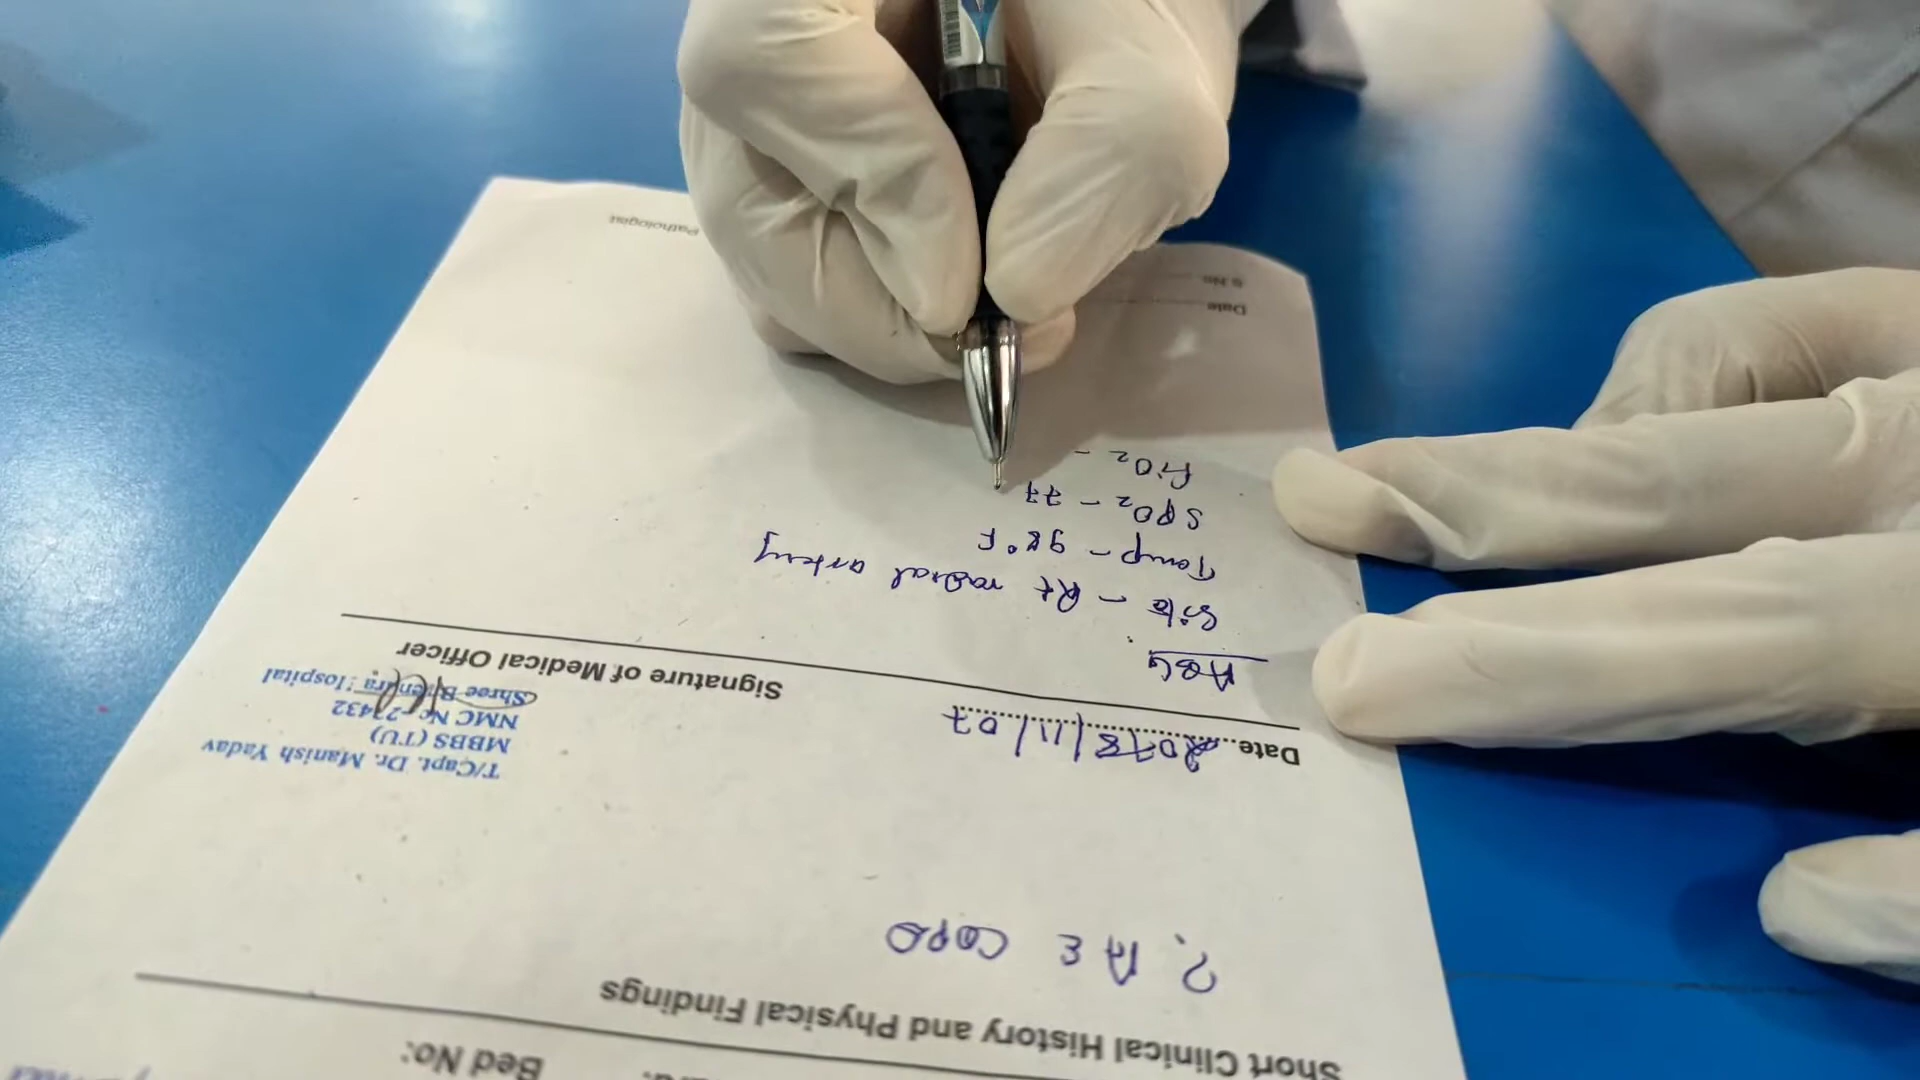 Bed No:
Short Clinical History and Physical Findings
?. A E COPD
T/Capt. Dr. Manish Yadav
MBBS (TU)
NMC No-
Shree Birendra Hospital
Date 2078/11/07
Signature of Medical Officer
ABG
Site - Rt radial artery
Temp - 98°F
SPO2 - 77
FiO2 -
Date
S No
Pathologist